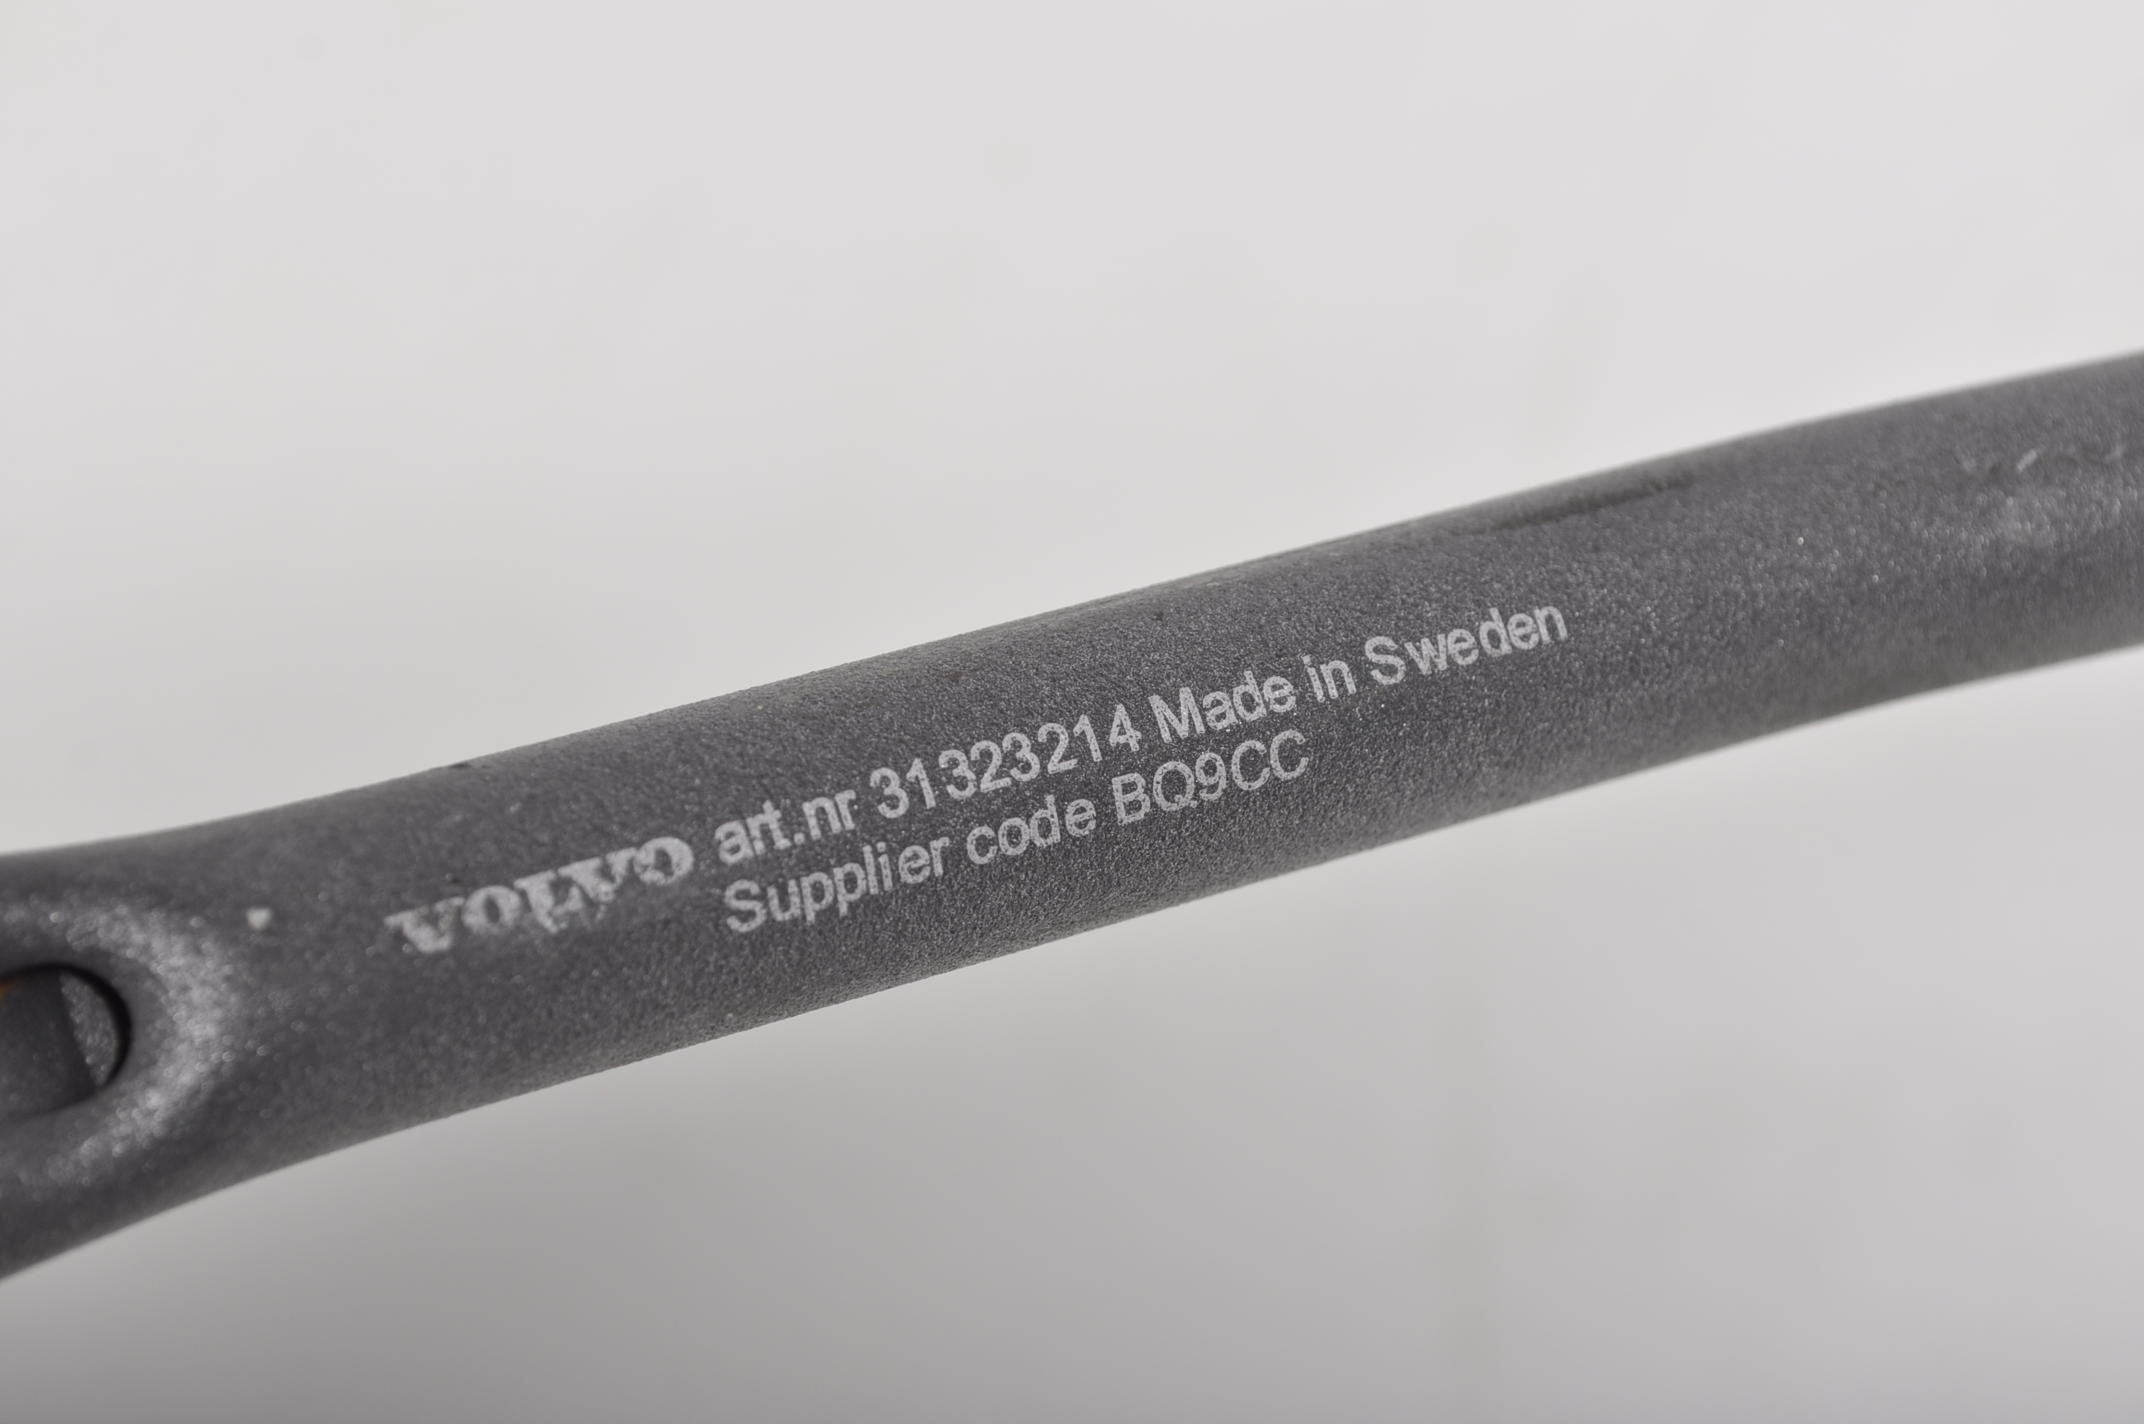 VOLVO art.nr 31323214 Made in Sweden
Supplier code BQ9CC